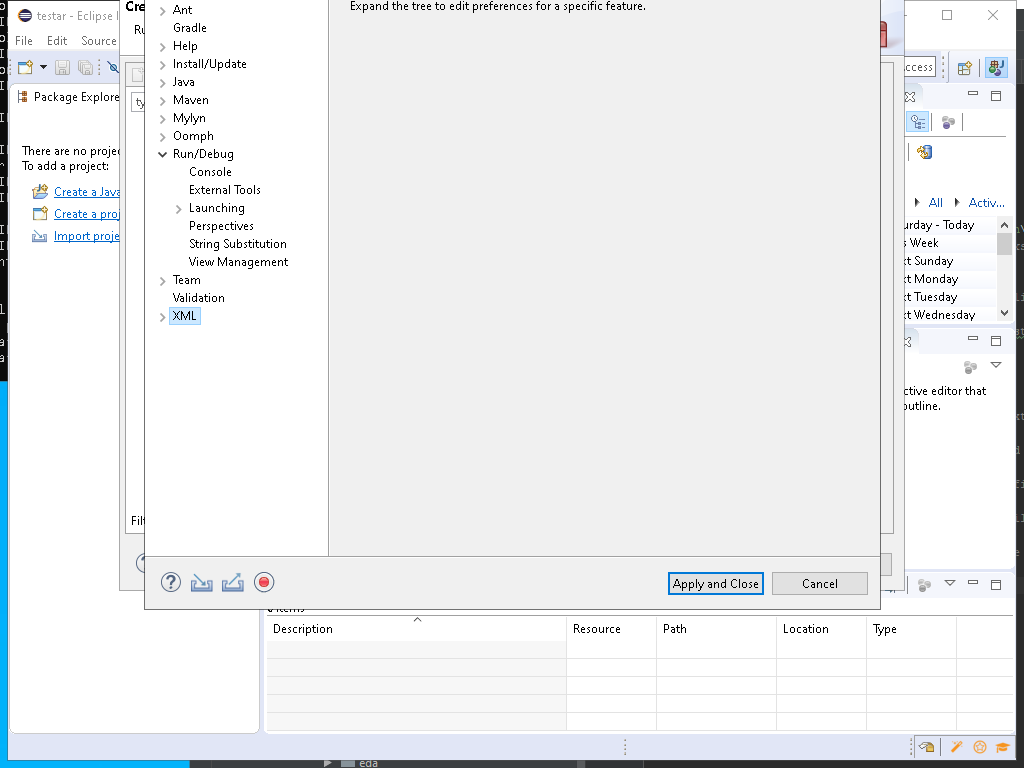 testar - Eclipse
File Edit Source
Package Explore
There are no projec
To add a project:
Create a Java
Create a proj
Import proje
Cre
Ru
ty
Filt
Ant
Gradle
Help
Install/Update
Java
Maven
Mylyn
Oomph
Run/Debug
Console
External Tools
Launching
Perspectives
String Substitution
View Management
Team
Validation
XML
Expand the tree to edit preferences for a specific feature.
Apply and Close
Cancel
ccess
All
Activ...
urday - Today
s Week
xt Sunday
xt Monday
xt Tuesday
xt Wednesday
ctive editor that
outline.
items
Description Resource Path Location Type
eda